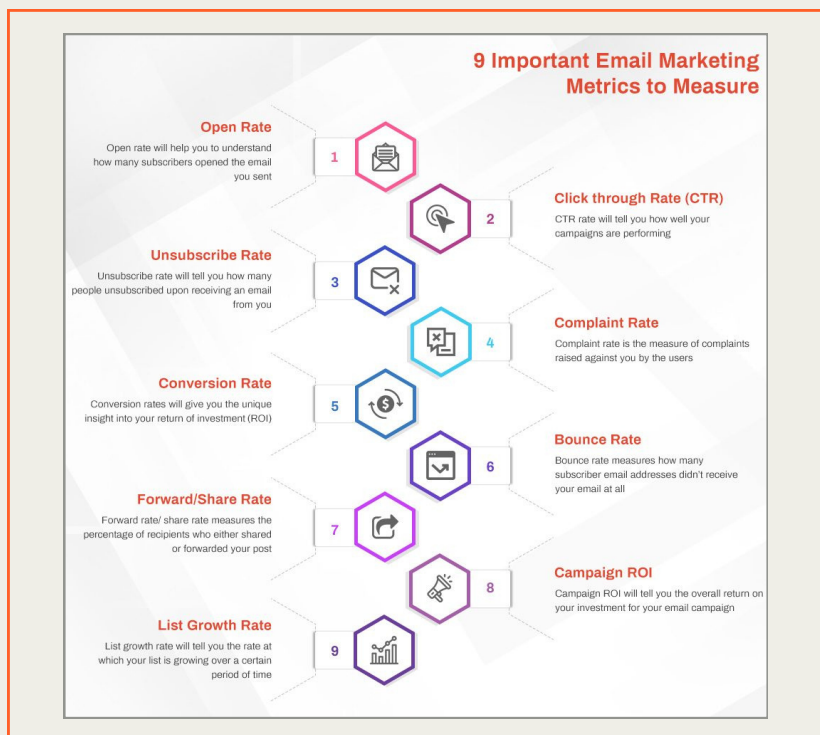 9 Important Email Marketing
Metrics to Measure
Open Rate
Open rate will help you to understand
how many subscribers opened the email
you sent
1
Click through Rate (CTR)
CTR rate will tell you how well your
campaigns are performing
2
Unsubscribe Rate
Unsubscribe rate will tell you how many
people unsubscribed upon receiving an email
from you
3
Complaint Rate
Complaint rate is the measure of complaints
raised against you by the users
4
Conversion Rate
Conversion rates will give you the unique
insight into your return of investment (ROI)
5
Bounce Rate
Bounce rate measures how many
subscriber email addresses didn't receive
your email at all
6
Forward/Share Rate
Forward rate/ share rate measures the
percentage of recipients who either shared
or forwarded your post
7
Campaign ROI
Campaign ROI will tell you the overall return on
your investment for your email campaign
8
List Growth Rate
List growth rate will tell you the rate at
which your list is growing over a certain
period of time
9